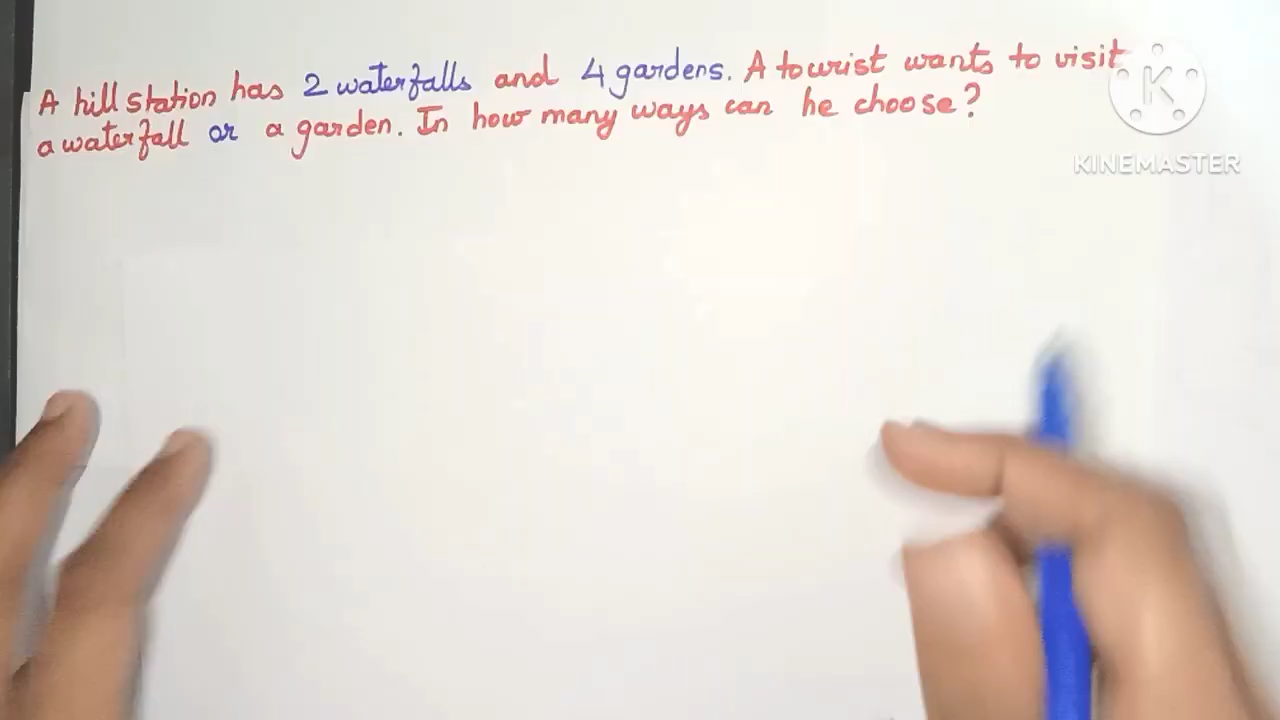 A hill station has 2 waterfalls and 4 gardens. A tourist wants to visit
a waterfall or a garden. In how many ways can he choose?
K
KINEMASTER